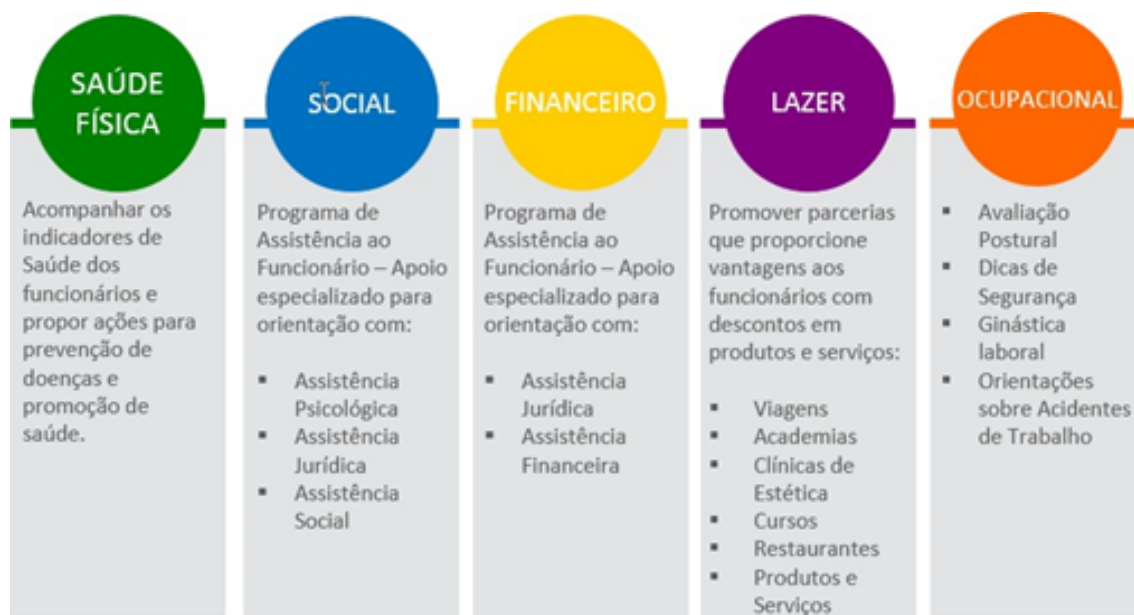 SAÚDE
FÍSICA
Acompanhar os
indicadores de
Saúde dos
funcionários e
propor ações para
prevenção de
doenças e
promoção de
saúde.
SOCIAL
Programa de
Assistência ao
Funcionário – Apoio
especializado para
orientação com:
▪ Assistência
Psicológica
▪ Assistência
Jurídica
▪ Assistência
Social
FINANCEIRO
Programa de
Assistência ao
Funcionário – Apoio
especializado para
orientação com:
▪ Assistência
Jurídica
▪ Assistência
Financeira
LAZER
Promover parcerias
que proporcione
vantagens aos
funcionários com
descontos em
produtos e serviços:
▪ Viagens
▪ Academias
▪ Clínicas de
Estética
▪ Cursos
▪ Restaurantes
▪ Produtos e
Serviços
OCUPACIONAL
▪ Avaliação
Postural
▪ Dicas de
Segurança
▪ Ginástica
laboral
▪ Orientações
sobre Acidentes
de Trabalho